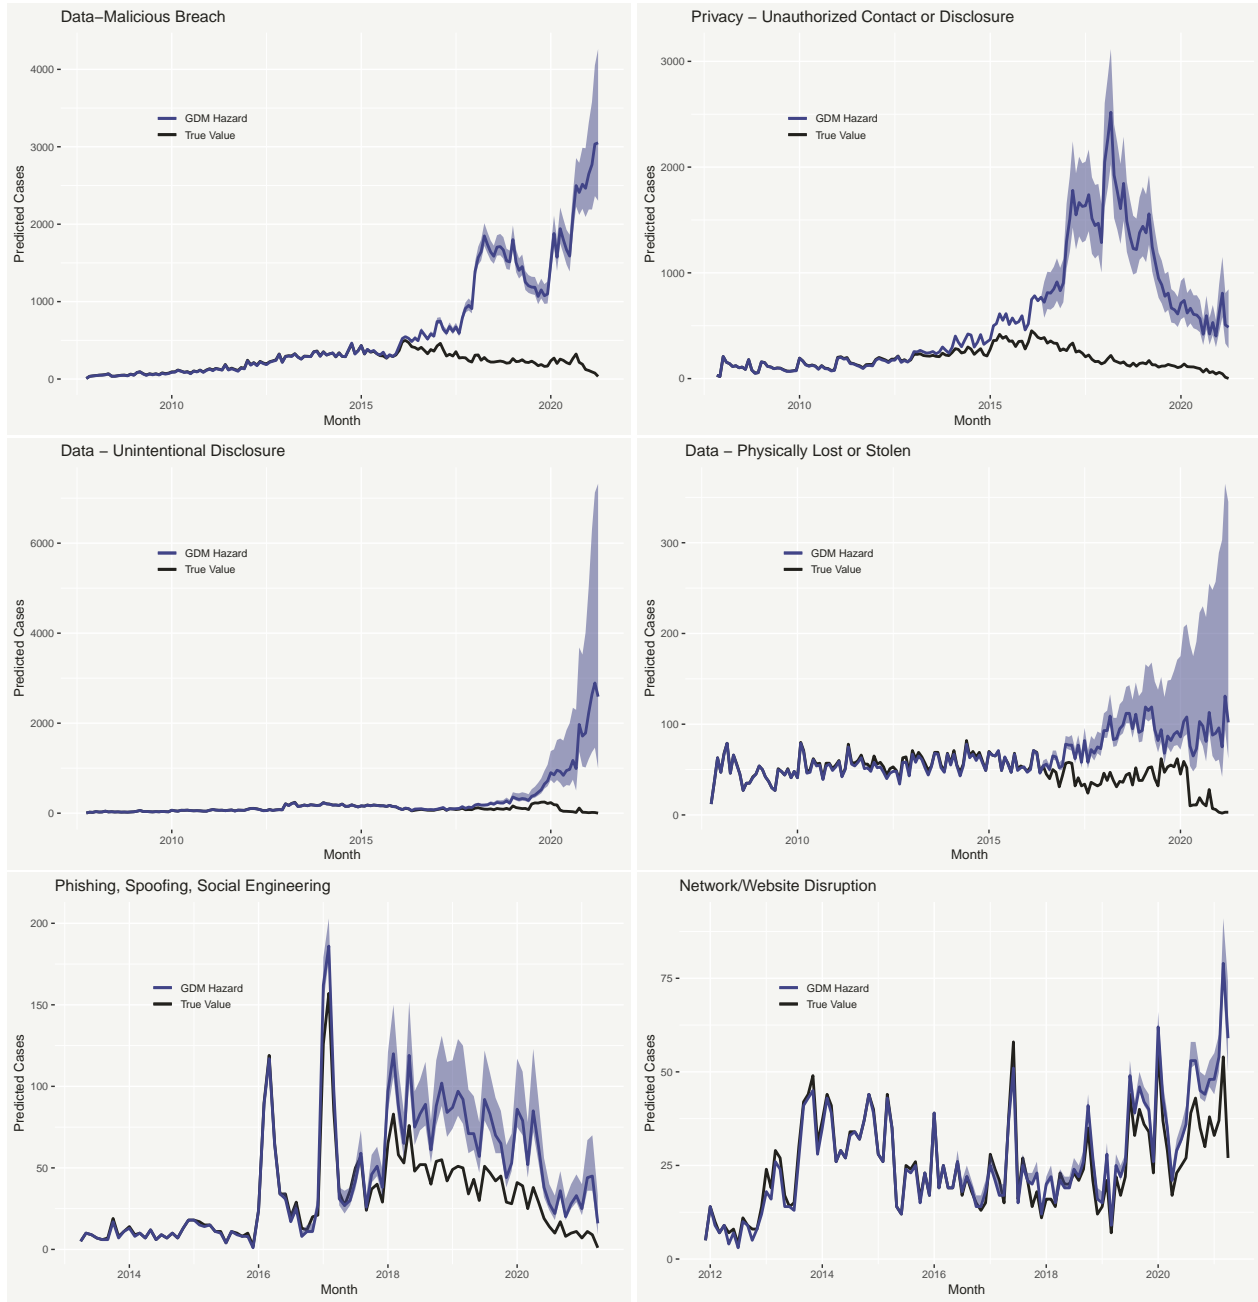 Data−Malicious Breach
4000
3000
2000
1000
0
Predicted Cases
GDM Hazard
True Value
2010
2015
2020
Month
Privacy − Unauthorized Contact or Disclosure
3000
2000
1000
0
Predicted Cases
GDM Hazard
True Value
2010
2015
2020
Month
Data − Unintentional Disclosure
6000
4000
2000
0
Predicted Cases
GDM Hazard
True Value
2010
2015
2020
Month
Data − Physically Lost or Stolen
300
200
100
0
Predicted Cases
GDM Hazard
True Value
2010
2015
2020
Month
Phishing, Spoofing, Social Engineering
200
150
100
50
0
Predicted Cases
GDM Hazard
True Value
2014
2016
2018
2020
Month
Network/Website Disruption
75
50
25
0
Predicted Cases
GDM Hazard
True Value
2012
2014
2016
2018
2020
Month